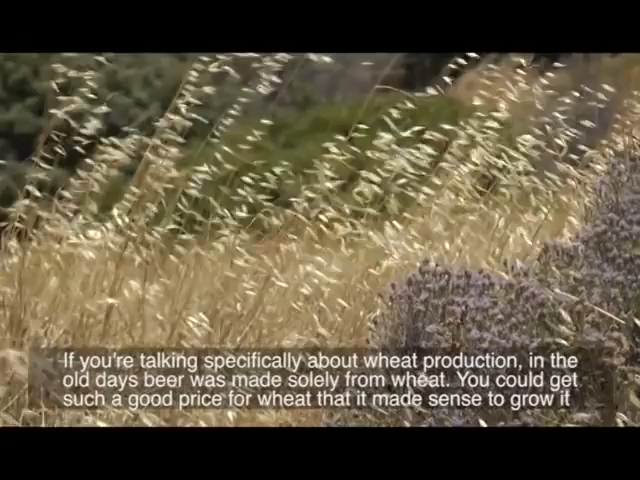 If you're talking specifically about wheat production, in the
old days beer was made solely from wheat. You could get
such a good price for wheat that it made sense to grow it